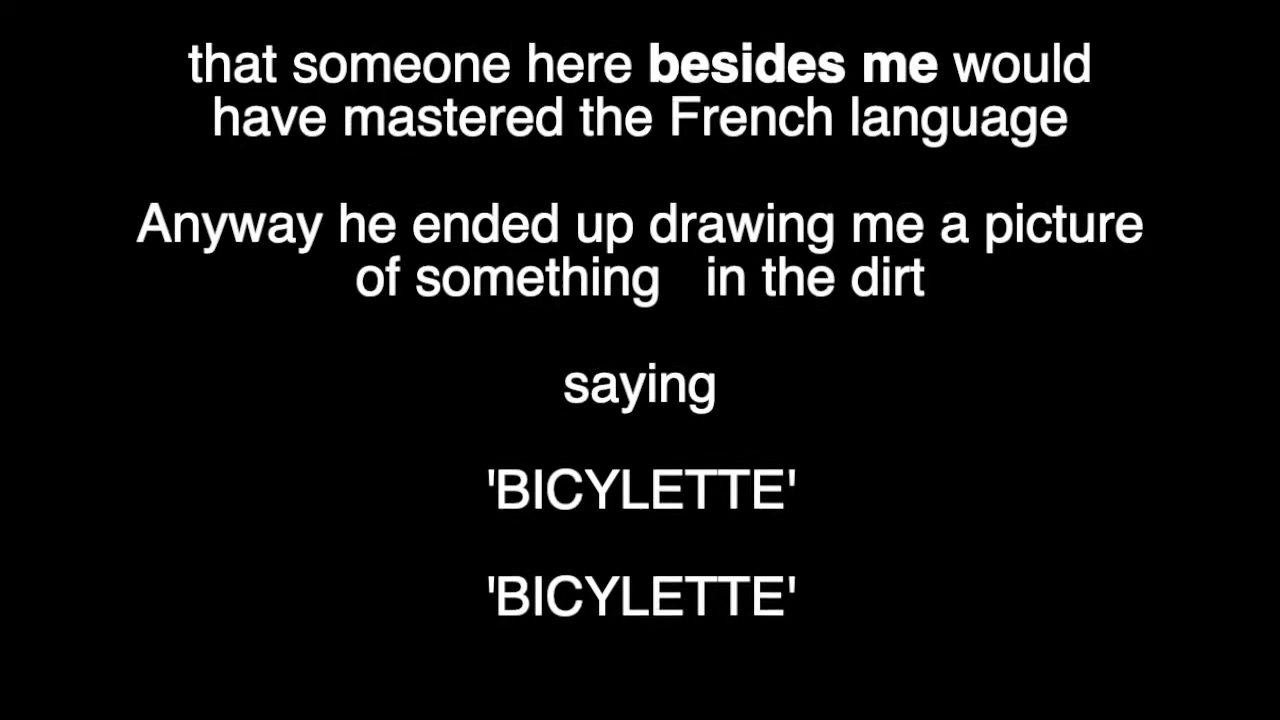 that someone here besides me would
have mastered the French language
Anyway he ended up drawing me a picture
of something in the dirt
saying
'BICYLETTE'
'BICYLETTE'